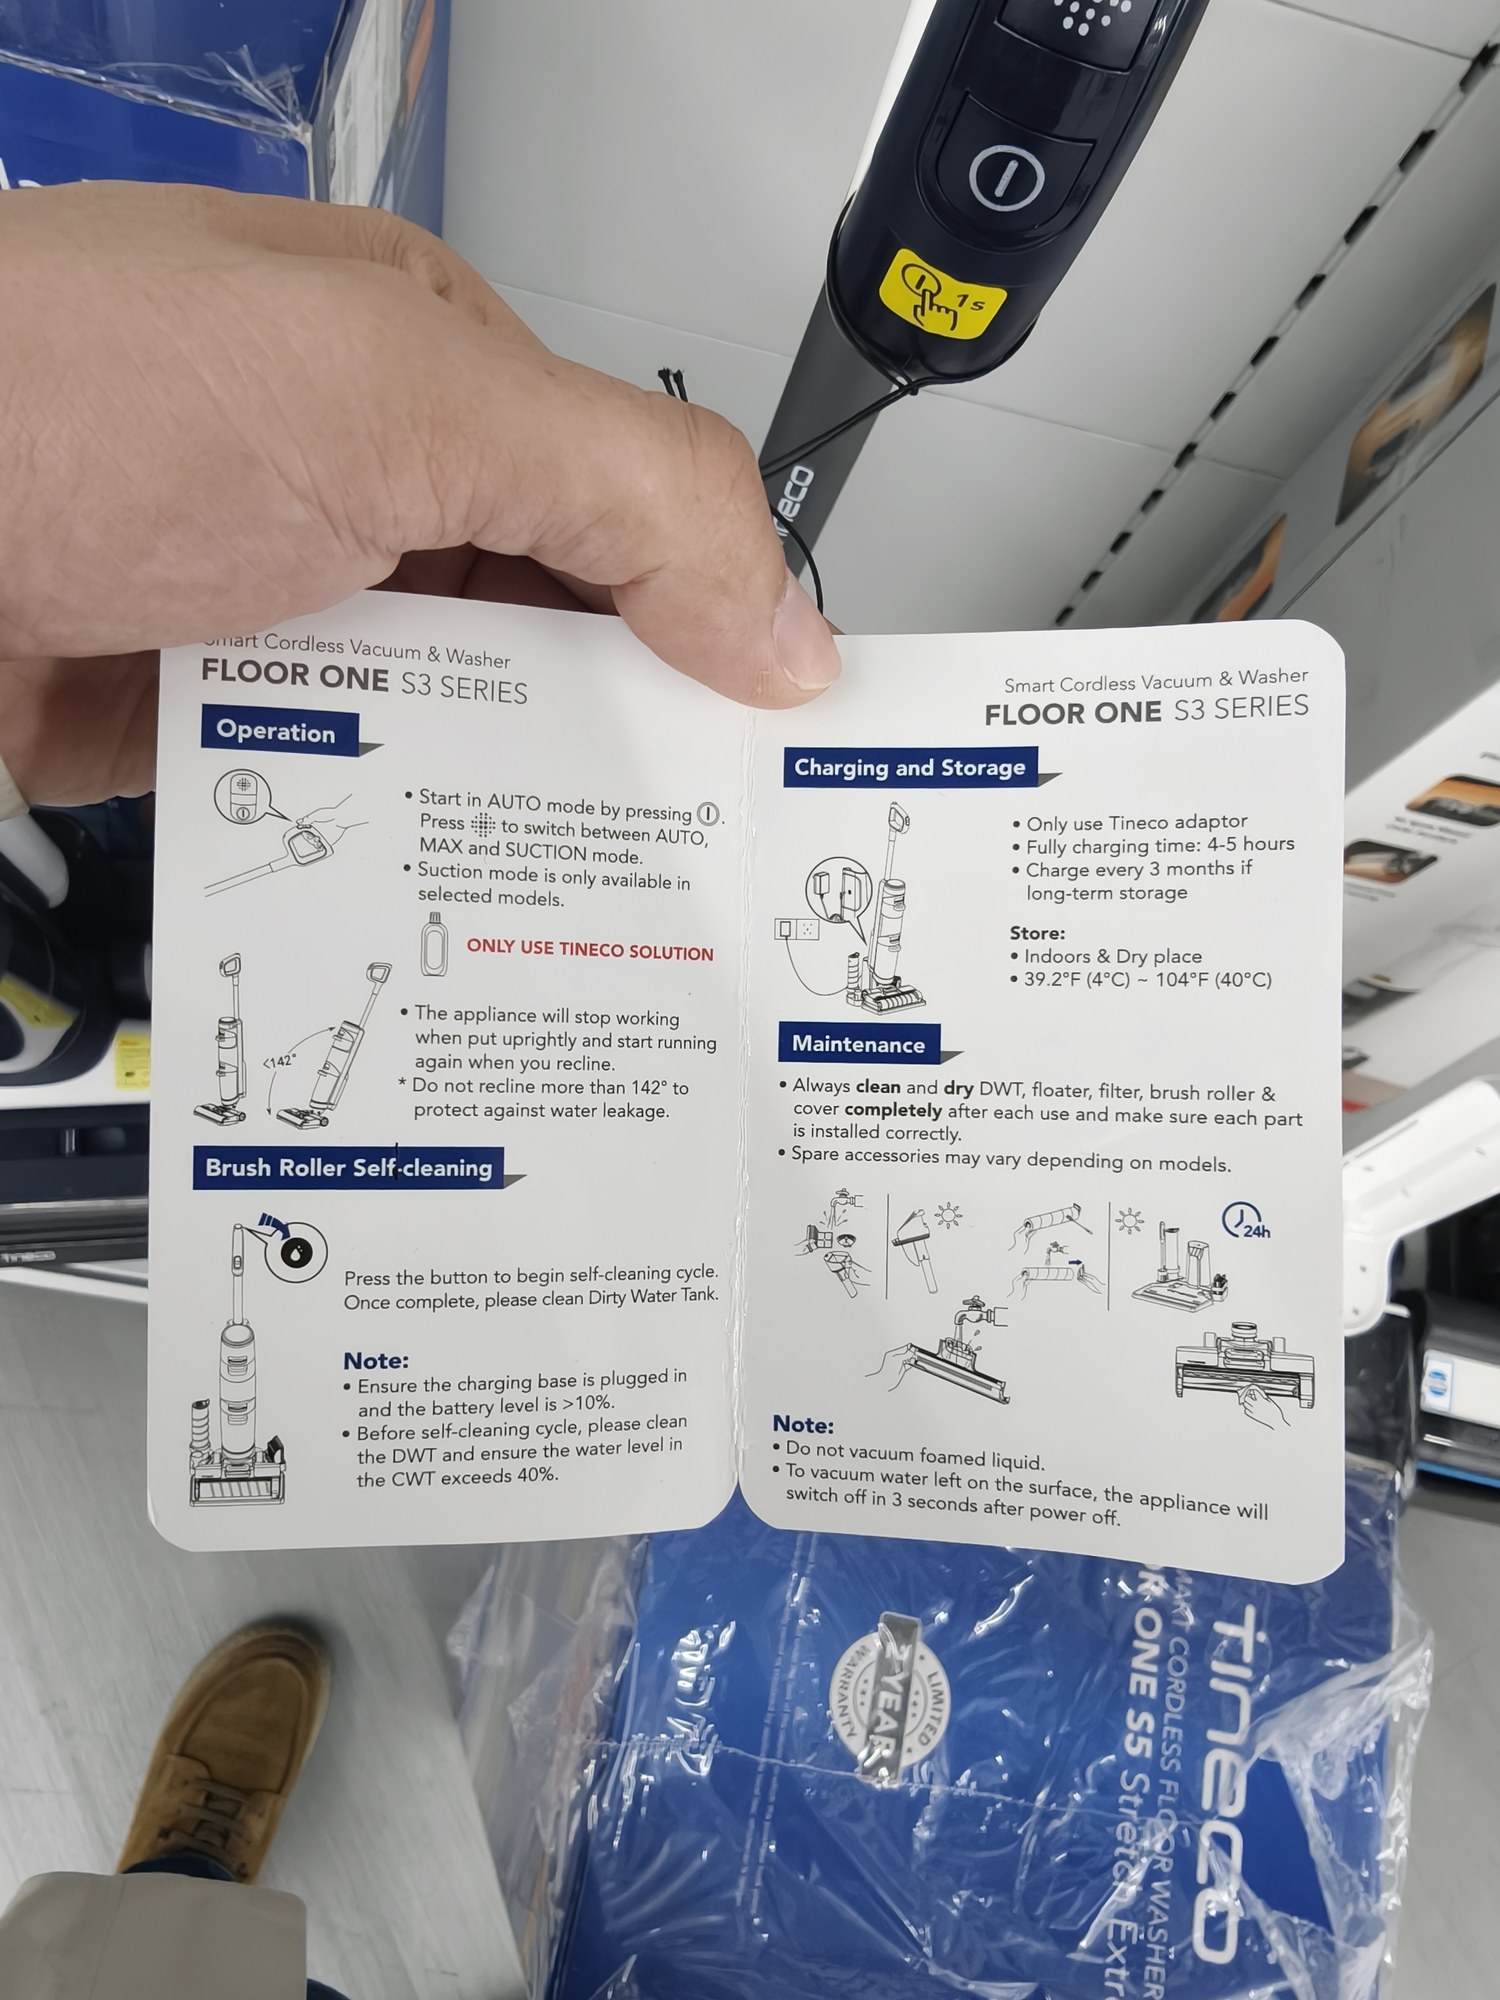 1s
Tineco
Smart Cordless Vacuum & Washer
FLOOR ONE S3 SERIES
Operation
• Start in AUTO mode by pressing
Press to switch between AUTO,
MAX and SUCTION mode.
• Suction mode is only available in
selected models.
ONLY USE TINECO SOLUTION
<142°
• The appliance will stop working
when put uprightly and start running
again when you recline.
* Do not recline more than 142° to
protect against water leakage.
Brush Roller Self-cleaning
Press the button to begin self-cleaning cycle.
Once complete, please clean Dirty Water Tank.
Note:
• Ensure the charging base is plugged in
and the battery level is >10%.
• Before self-cleaning cycle, please clean
the DWT and ensure the water level in
the CWT exceeds 40%.
Smart Cordless Vacuum & Washer
FLOOR ONE S3 SERIES
Charging and Storage
• Only use Tineco adaptor
• Fully charging time: 4-5 hours
• Charge every 3 months if
long-term storage
Store:
• Indoors & Dry place
• 39.2°F (4°C) ~ 104°F (40°C)
Maintenance
• Always clean and dry DWT, floater, filter, brush roller &
cover completely after each use and make sure each part
is installed correctly.
• Spare accessories may vary depending on models.
24h
Note:
• Do not vacuum foamed liquid.
• To vacuum water left on the surface, the appliance will
switch off in 3 seconds after power off.
Tineco
2 YEAR
LIMITED
WARRANTY
Tineco
SMART CORDLESS FLOOR WASHER
OR ONE S5 Stretch Extr